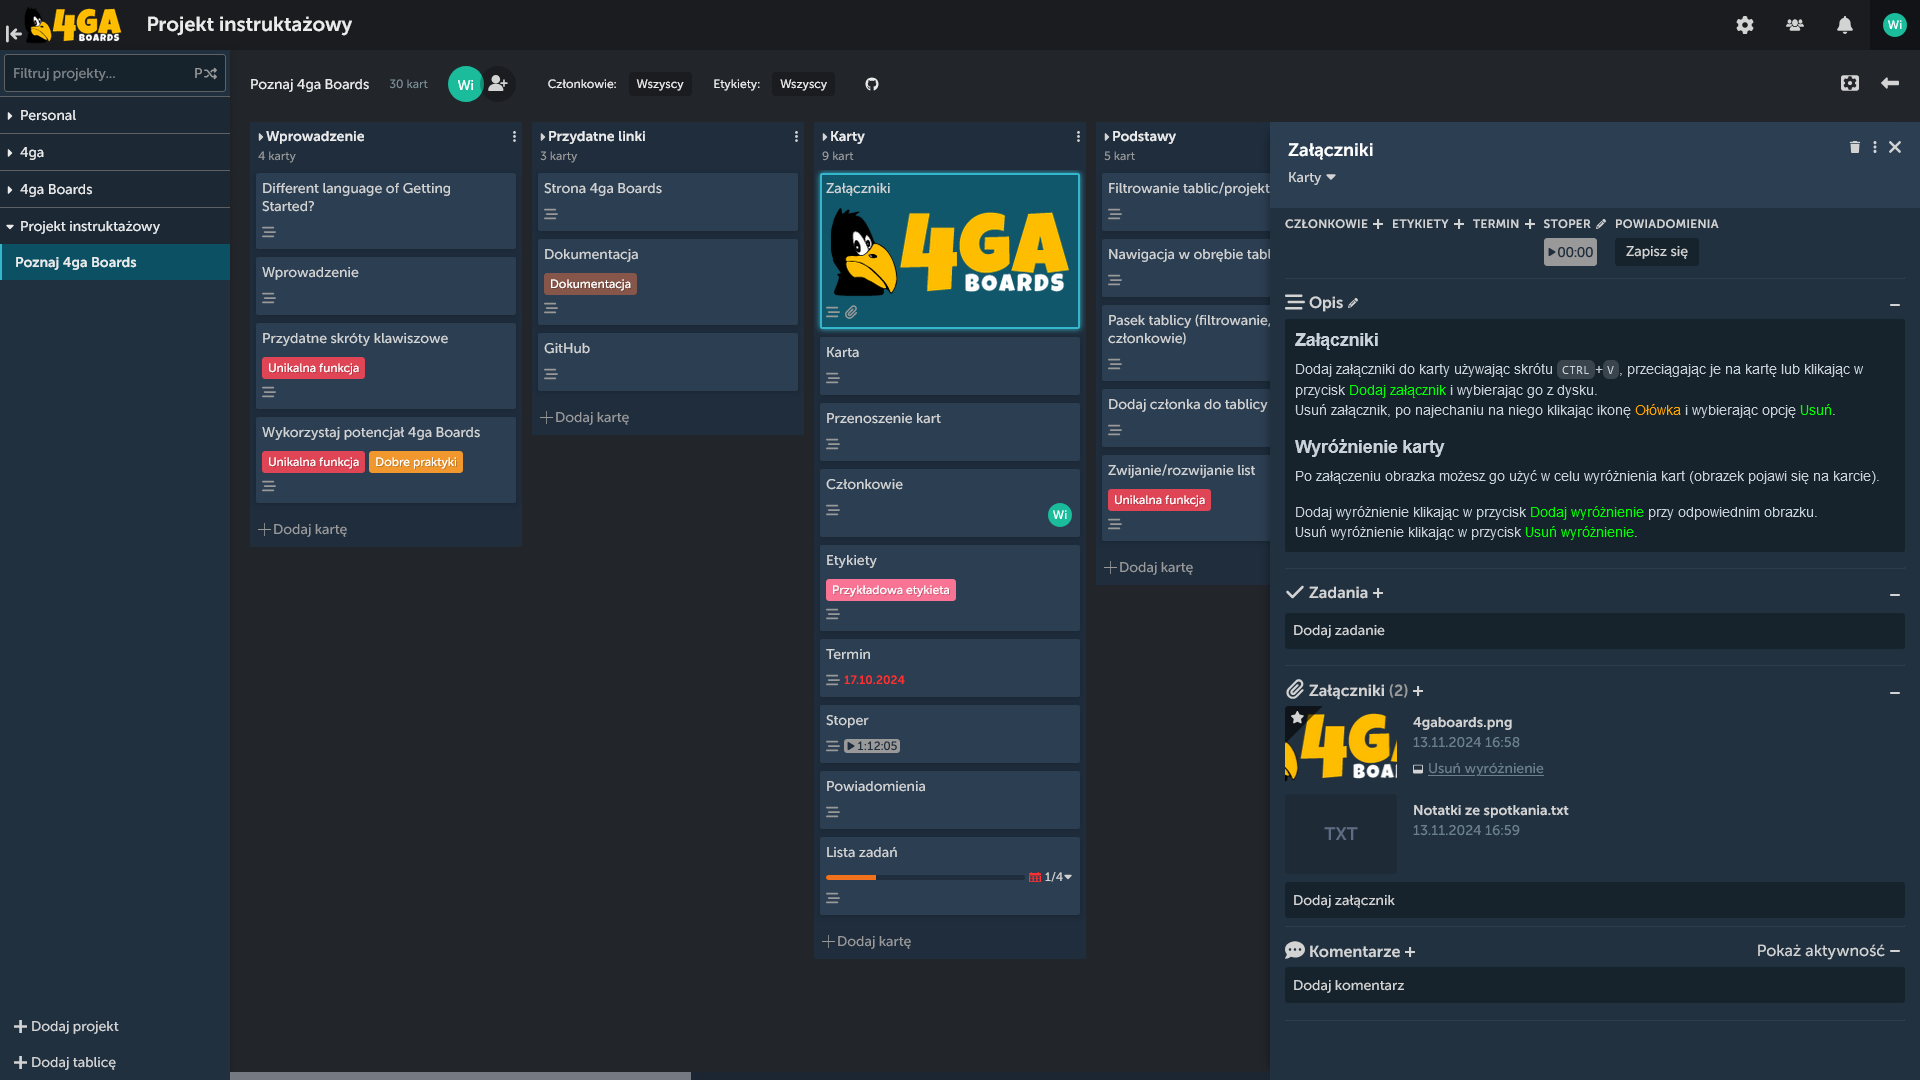 4GA BOARDS
Projekt instruktażowy
Wi
Filtruj projekty...
P
Personal
4ga
4ga Boards
Projekt instruktażowy
Poznaj 4ga Boards
Dodaj projekt
Dodaj tablicę
Poznaj 4ga Boards
30 kart
Wi
Członkowie:
Wszyscy
Etykiety:
Wszyscy
Wprowadzenie
4 karty
Different language of Getting
Started?
Wprowadzenie
Przydatne skróty klawiszowe
Unikalna funkcja
Wykorzystaj potencjał 4ga Boards
Unikalna funkcja Dobre praktyki
Dodaj kartę
Przydatne linki
3 karty
Strona 4ga Boards
Dokumentacja
Dokumentacja
GitHub
Dodaj kartę
Karty
9 kart
Załączniki
4GA
BOARDS
Karta
Przenoszenie kart
Członkowie
Wi
Etykiety
Przykładowa etykieta
Termin
17.10.2024
Stoper
1:12:05
Powiadomienia
Lista zadań
1/4
Dodaj kartę
Podstawy
5 kart
Filtrowanie tablic/projekt
Nawigacja w obrębie tabl
Pasek tablicy (filtrowanie,
członkowie)
Dodaj członka do tablicy
Zwijanie/rozwijanie list
Unikalna funkcja
Dodaj kartę
Załączniki
Karty
CZŁONKOWIE ETYKIETY TERMIN STOPER POWIADOMIENIA
00:00 Zapisz się
Opis
Załączniki
Dodaj załączniki do karty używając skrótu CTRL+V, przeciągając je na kartę lub klikając w
przycisk Dodaj załącznik i wybierając go z dysku.
Usuń załącznik, po najechaniu na niego klikając ikonę Ołówka i wybierając opcję Usuń.
Wyróżnienie karty
Po załączeniu obrazka możesz go użyć w celu wyróżnienia kart (obrazek pojawi się na karcie).
Dodaj wyróżnienie klikając w przycisk Dodaj wyróżnienie przy odpowiednim obrazku.
Usuń wyróżnienie klikając w przycisk Usuń wyróżnienie.
Zadania
Dodaj zadanie
Załączniki (2)
4G
BOA
4gaboards.png
13.11.2024 16:58
Usuń wyróżnienie
TXT
Notatki ze spotkania.txt
13.11.2024 16:59
Dodaj załącznik
Komentarze
Pokaż aktywność
Dodaj komentarz